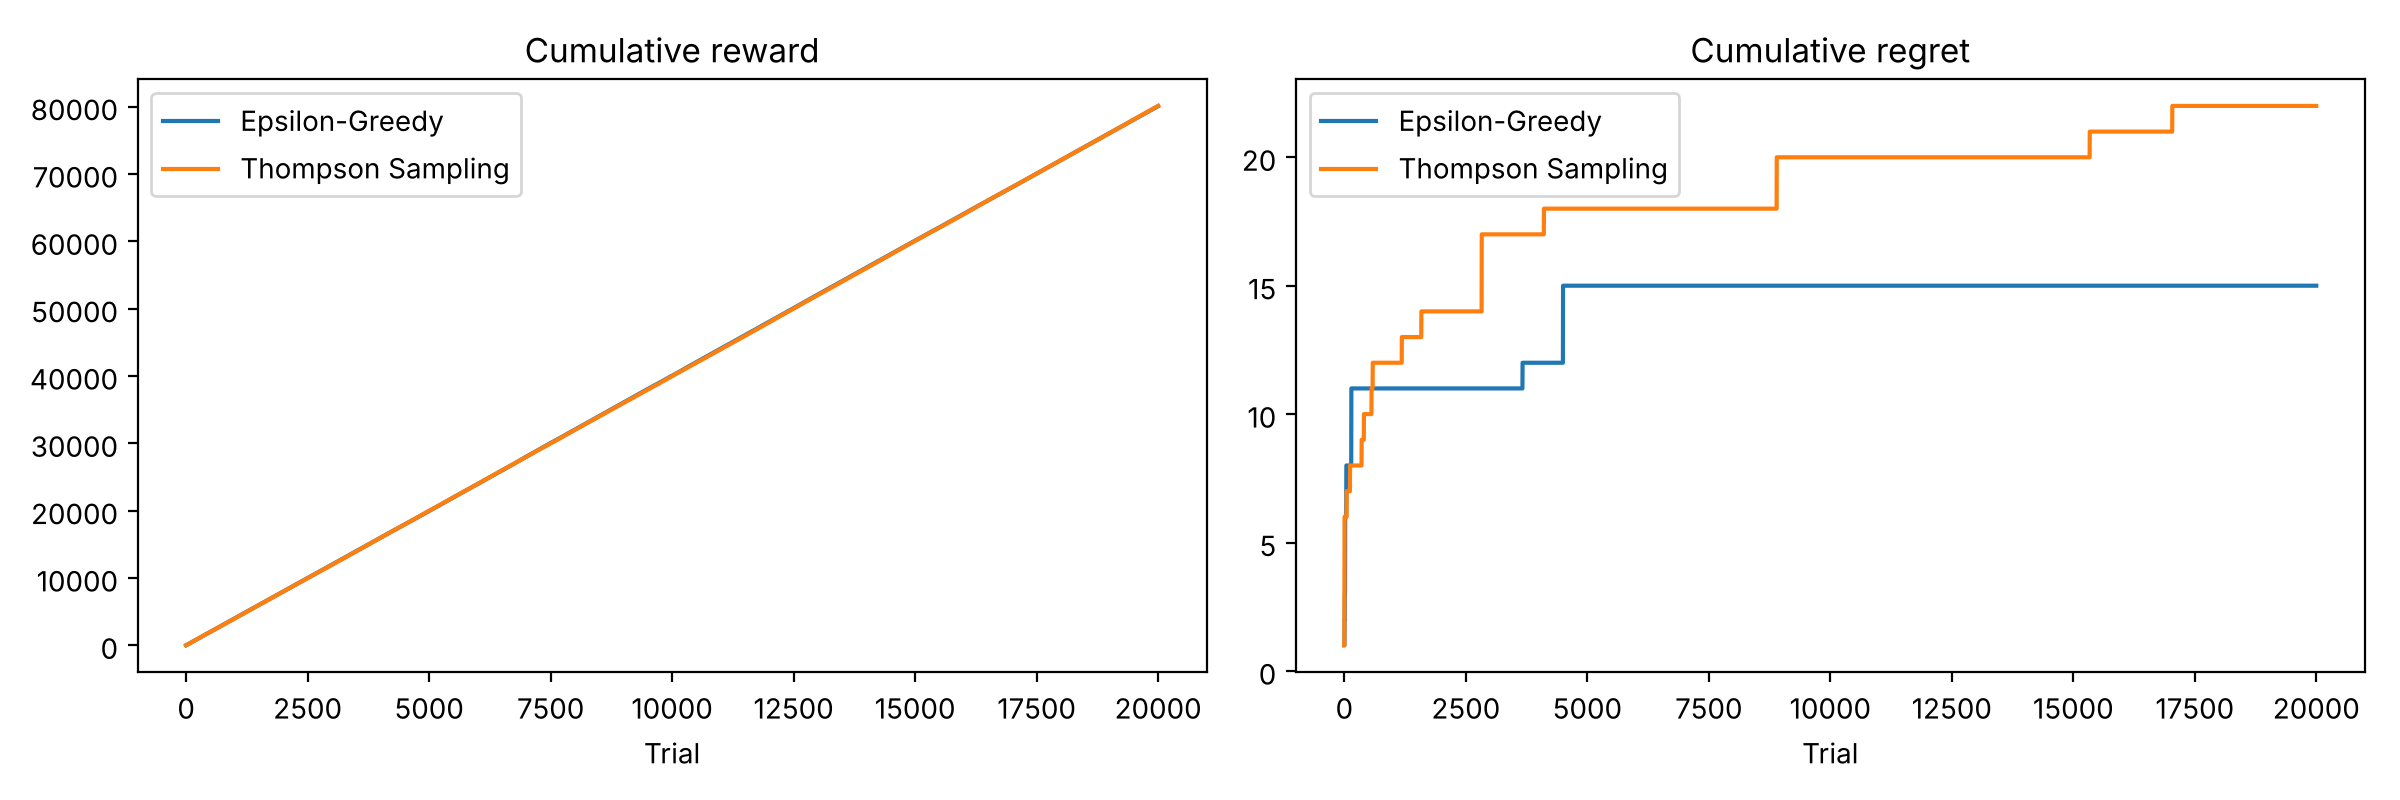 Cumulative reward
Epsilon-Greedy
Thompson Sampling
80000
70000
60000
50000
40000
30000
20000
10000
0
0 2500 5000 7500 10000 12500 15000 17500 20000
Trial
Cumulative regret
Epsilon-Greedy
Thompson Sampling
20
15
10
5
0
0 2500 5000 7500 10000 12500 15000 17500 20000
Trial